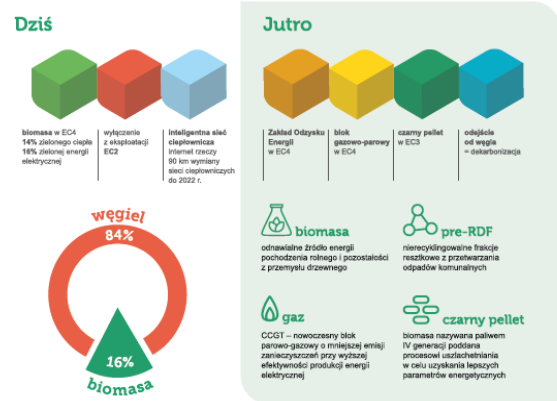 Dziś
biomasa w EC4
14% zielonego ciepła
16% zielonej energii
elektrycznej
wyłączenie
z eksploatacji
EC2
Inteligentna sieć
ciepłownicza
Internet rzeczy
90 km wymiany
sieci ciepłowniczych
do 2022 r.
węgiel
84%
16%
biomasa
Jutro
Zakład Odzysku
Energii
w EC4
blok
gazowo-parowy
w EC4
czarny pellet
w EC3
odejście
od węgla
= dekarbonizacja
biomasa
odnawialne źródło energii
pochodzenia rolnego i pozostałości
z przemysłu drzewnego
pre-RDF
nierecyklingowalne frakcje
resztkowe z przetwarzania
odpadów komunalnych
gaz
CCGT – nowoczesny blok
parowo-gazowy o mniejszej emisji
zanieczyszczeń przy wyższej
efektywności produkcji energii
elektrycznej
czarny pellet
biomasa nazywana paliwem
IV generacji poddana
procesowi uszlachetniania
w celu uzyskania lepszych
parametrów energetycznych